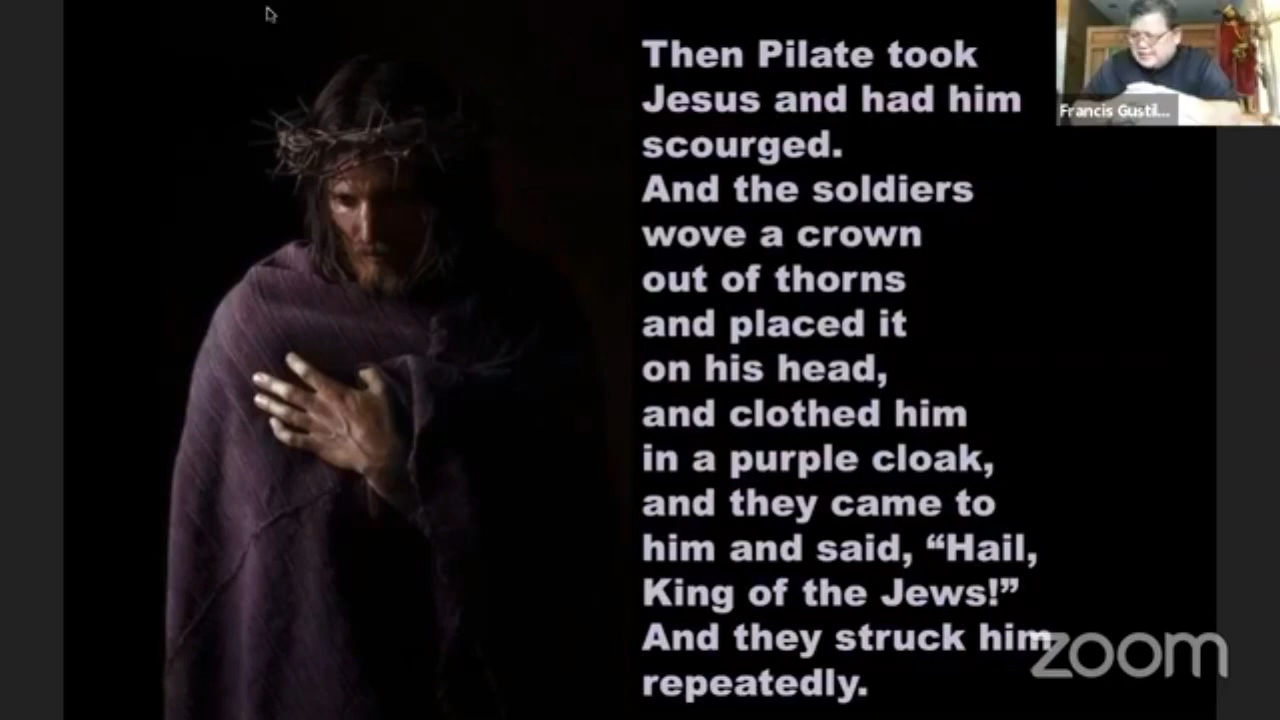 Then Pilate took
Jesus and had him
scourged.
And the soldiers
wove a crown
out of thorns
and placed it
on his head,
and clothed him
in a purple cloak,
and they came to
him and said, “Hail,
King of the Jews!”
And they struck him
repeatedly.
Francis Gustil...
zoom